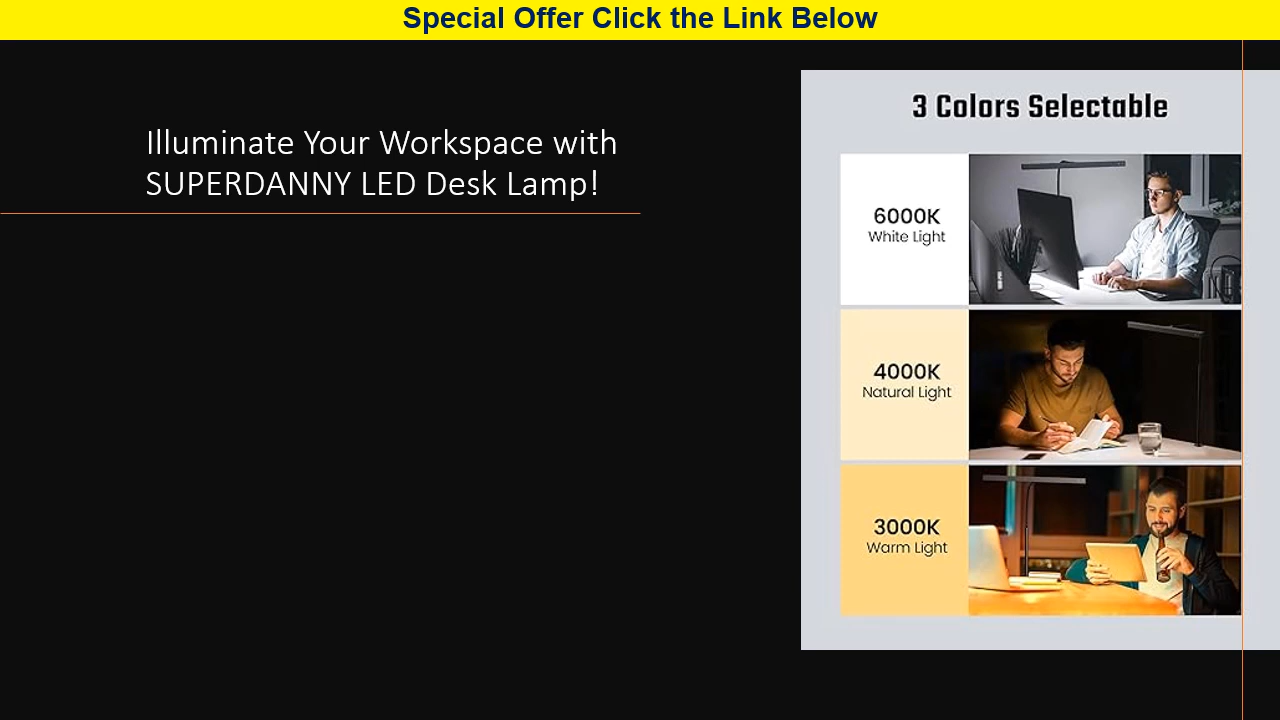 Special Offer Click the Link Below
Illuminate Your Workspace with
SUPERDANNY LED Desk Lamp!
3 Colors Selectable
6000K
White Light
4000K
Natural Light
3000K
Warm Light